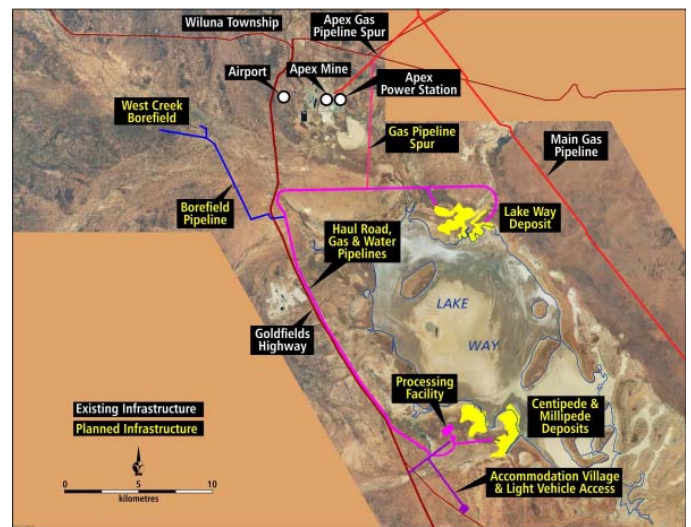 Wiluna Township
Apex Gas
Pipeline Spur
Airport
Apex Mine
Apex
Power Station
West Creek
Borefield
Gas Pipeline
Spur
Main Gas
Pipeline
Borefield
Pipeline
Lake Way
Deposit
Haul Road,
Gas & Water
Pipelines
LAKE
WAY
Goldfields
Highway
Processing
Facility
Centipede &
Millipede
Deposits
Existing Infrastructure
Planned Infrastructure
Accommodation Village
& Light Vehicle Access
0 5 10
kilometres